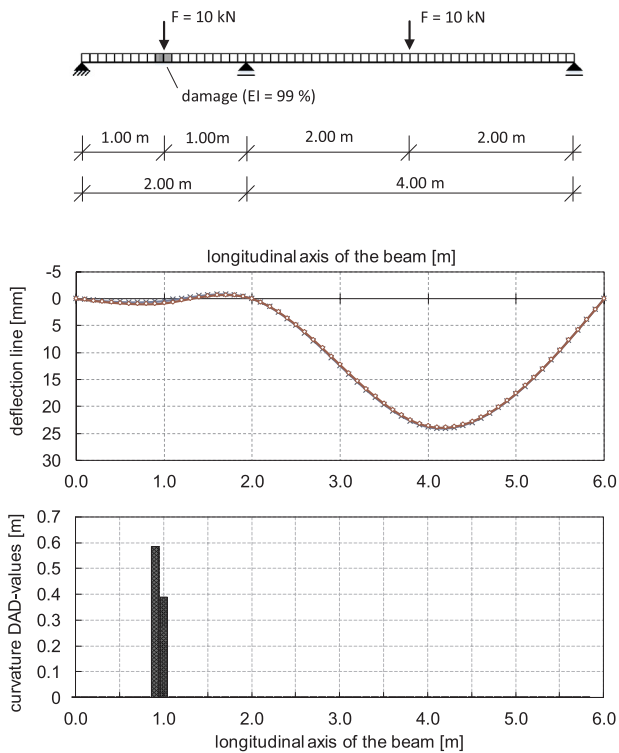 F = 10 kN
F = 10 kN
damage (EI = 99 %)
1.00 m
1.00m
2.00 m
2.00 m
2.00 m
4.00 m
longitudinal axis of the beam [m]
deflection line [mm]
-5
0
5
10
15
20
25
30
0.0 1.0 2.0 3.0 4.0 5.0 6.0
curvature DAD-values [m]
0.7
0.6
0.5
0.4
0.3
0.2
0.1
0
0.0 1.0 2.0 3.0 4.0 5.0 6.0
longitudinal axis of the beam [m]